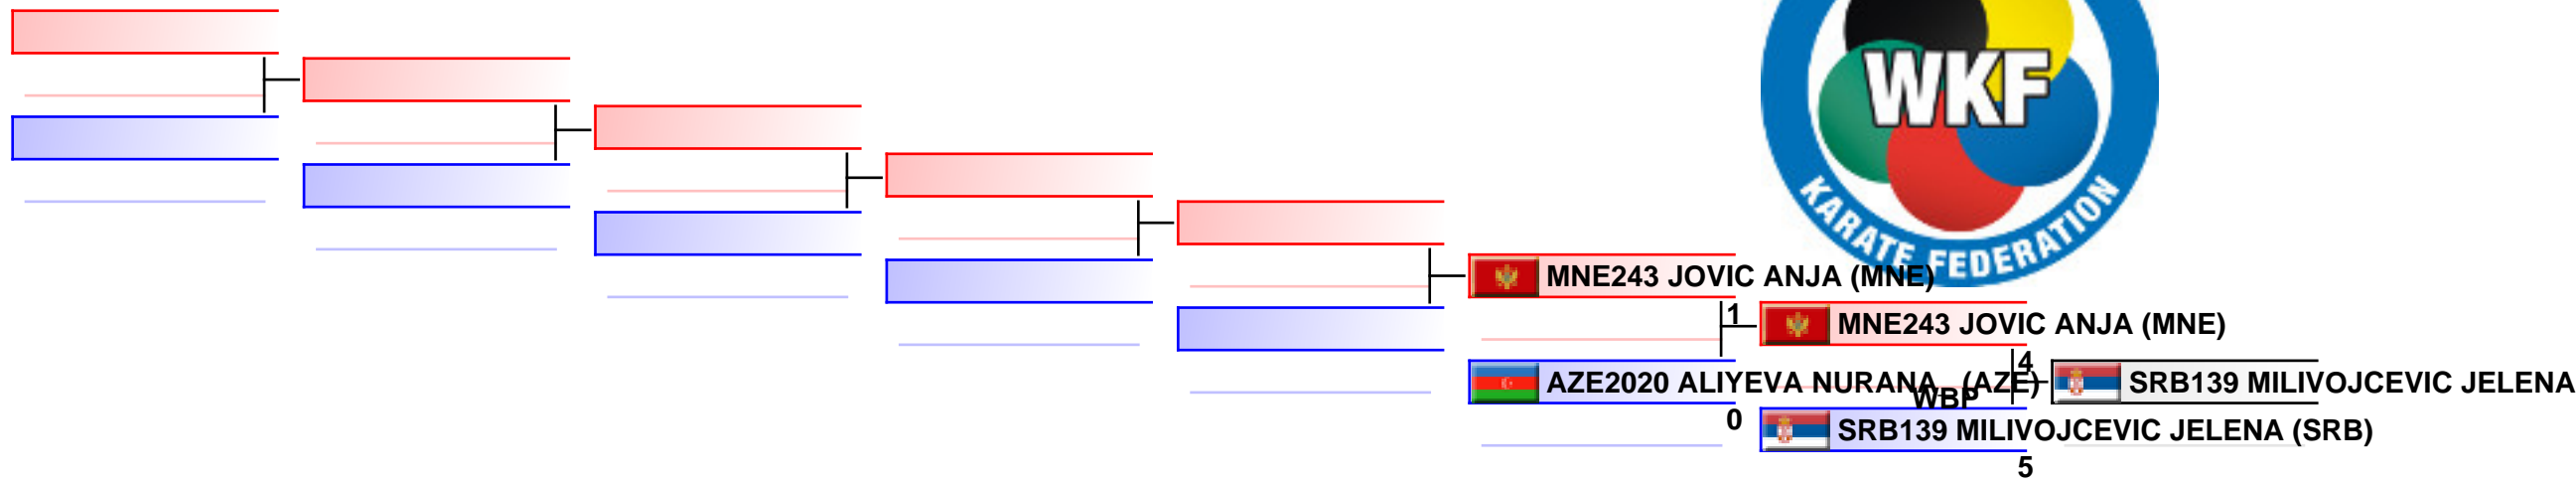 WKF
KARATE FEDERATION
MNE243 JOVIC ANJA (MNE)
1
MNE243 JOVIC ANJA (MNE)
4
AZE2020 ALIYEVA NURANA (AZE)
SRB139 MILIVOJCEVIC JELENA
WBP
0
SRB139 MILIVOJCEVIC JELENA (SRB)
5